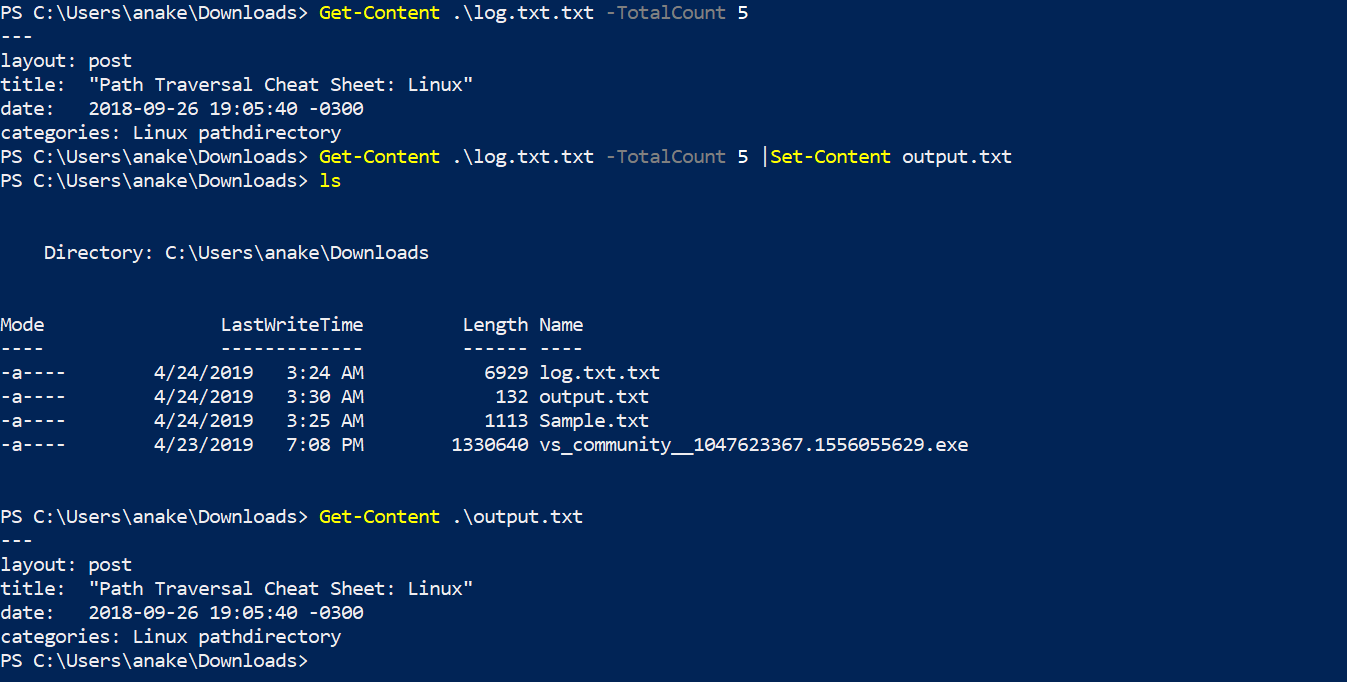 PS C:\Users\anake\Downloads> Get-Content .\log.txt.txt -TotalCount 5
---
layout: post
title:  "Path Traversal Cheat Sheet: Linux"
date:   2018-09-26 19:05:40 -0300
categories: Linux pathdirectory
PS C:\Users\anake\Downloads> Get-Content .\log.txt.txt -TotalCount 5 |Set-Content output.txt
PS C:\Users\anake\Downloads> ls
    Directory: C:\Users\anake\Downloads
Mode                LastWriteTime         Length Name
----                -------------         ------ ----
-a----        4/24/2019   3:24 AM           6929 log.txt.txt
-a----        4/24/2019   3:30 AM            132 output.txt
-a----        4/24/2019   3:25 AM           1113 Sample.txt
-a----        4/23/2019   7:08 PM        1330640 vs_community__1047623367.1556055629.exe
PS C:\Users\anake\Downloads> Get-Content .\output.txt
---
layout: post
title:  "Path Traversal Cheat Sheet: Linux"
date:   2018-09-26 19:05:40 -0300
categories: Linux pathdirectory
PS C:\Users\anake\Downloads>